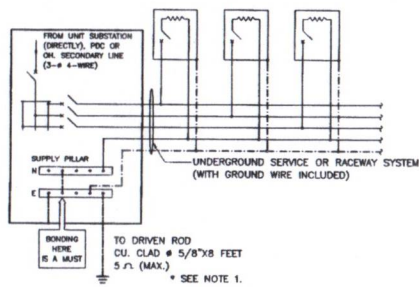 FROM UNIT SUBSTATION
(DIRECTLY), PDC OR
OH. SECONDARY LINE
(3-ø 4-WIRE)
SUPPLY PILLAR
N
E
UNDERGROUND SERVICE OR RACEWAY SYSTEM
(WITH GROUND WIRE INCLUDED)
BONDING
HERE
IS A MUST
TO DRIVEN ROD
CU. CLAD ø 5/8"X8 FEET
5 Ω (MAX.)
* SEE NOTE 1.